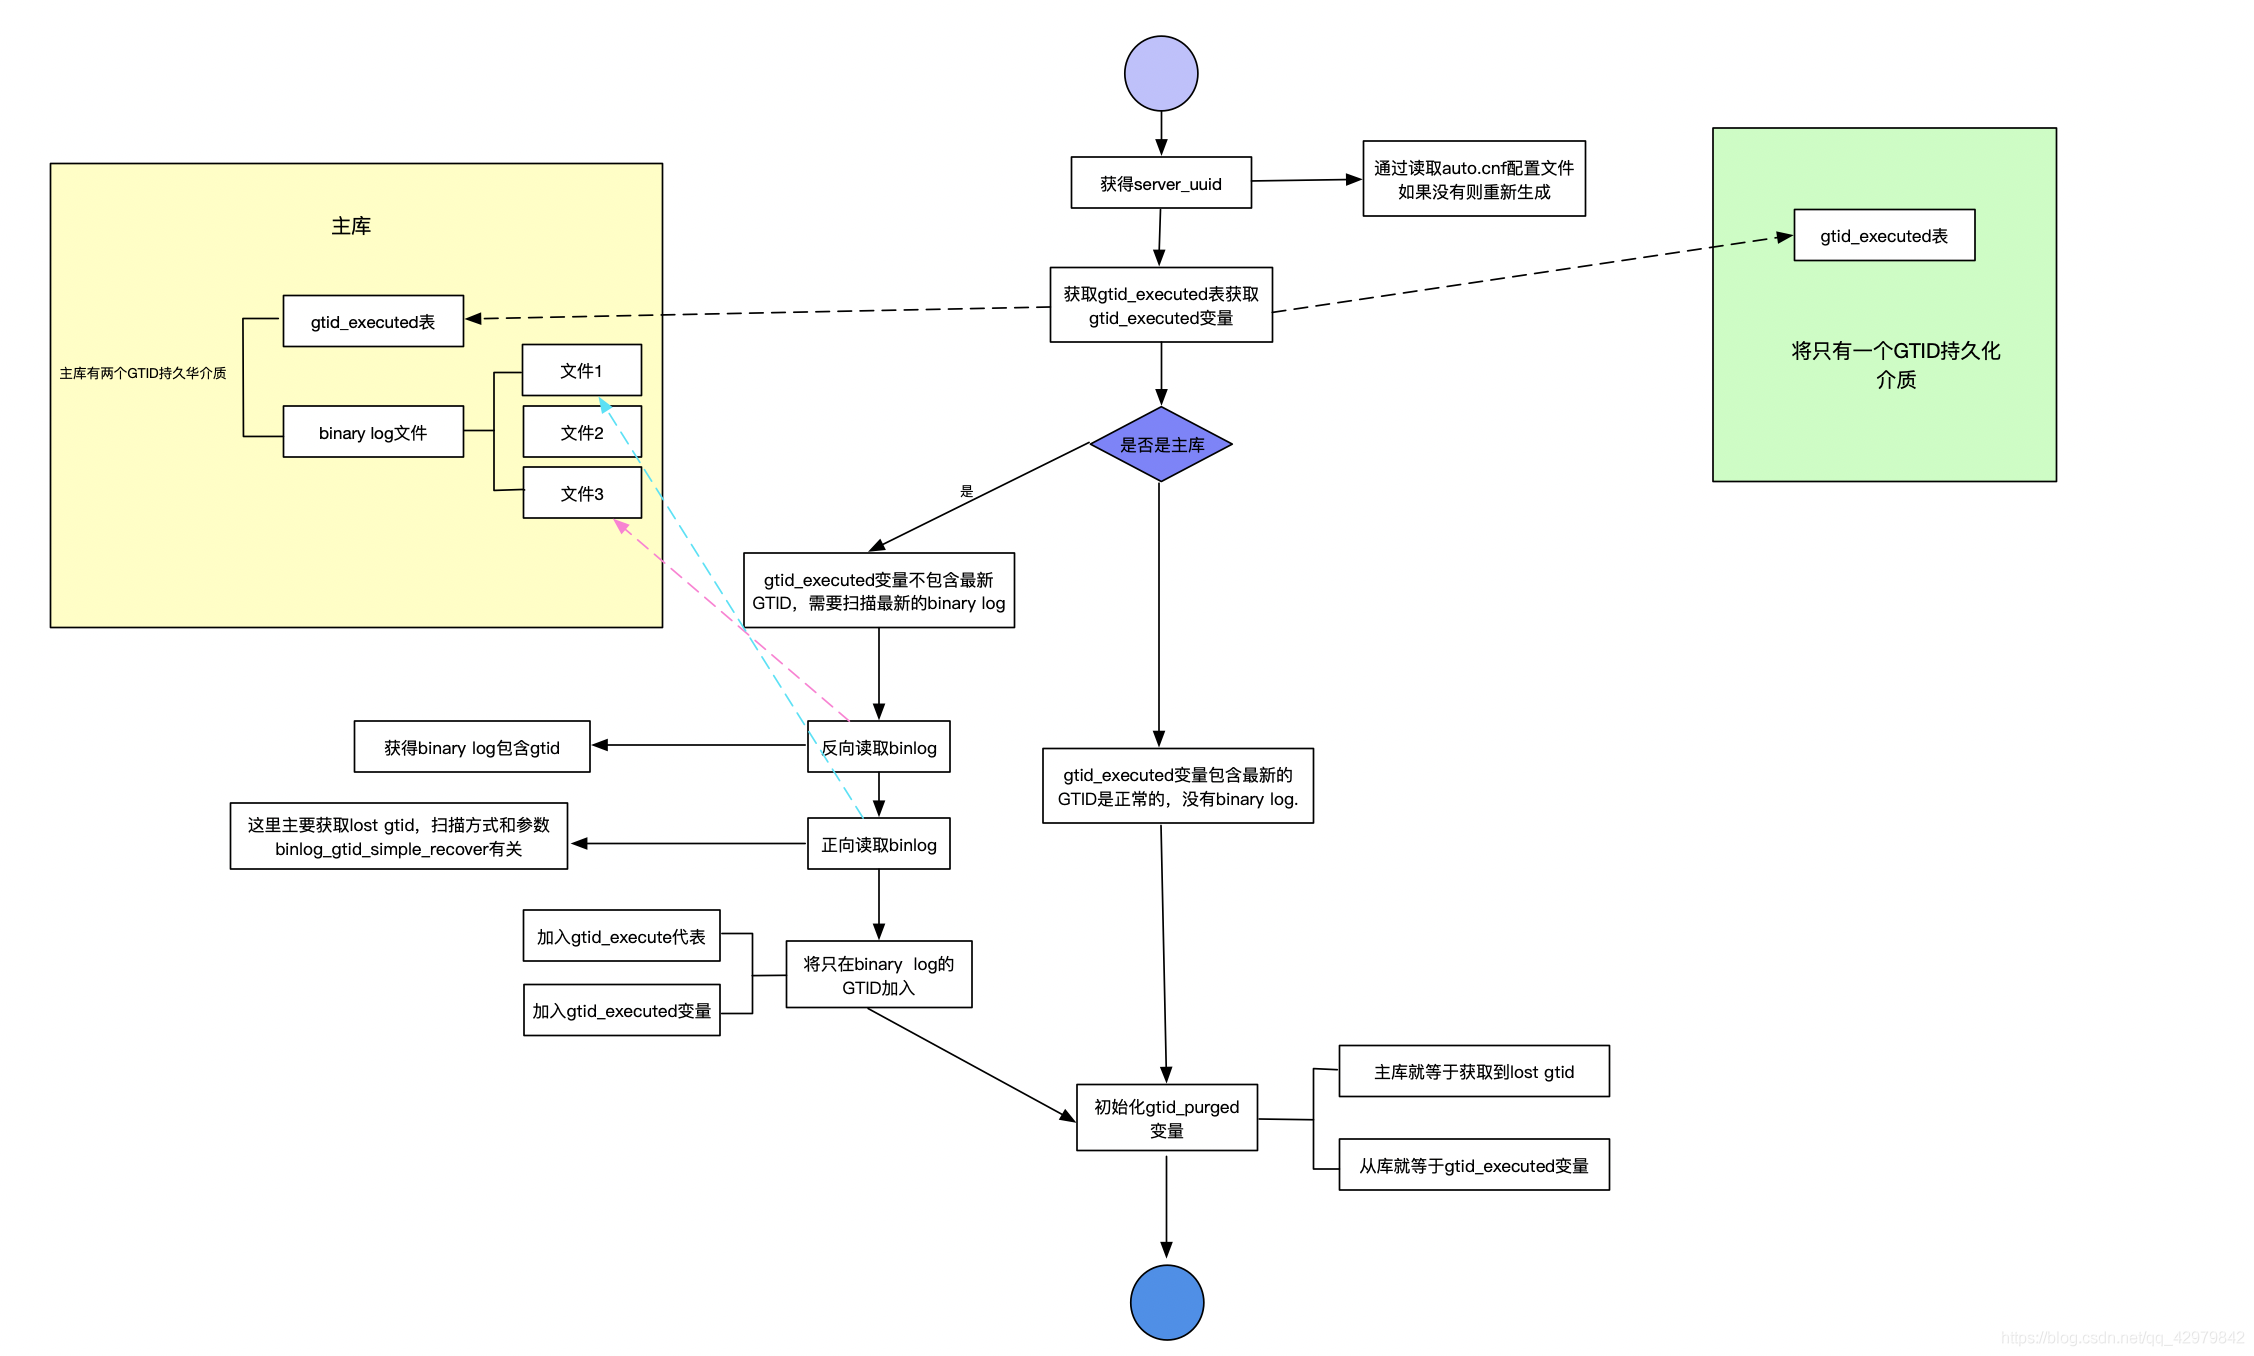 获得server_uuid
通过读取auto.cnf配置文件
如果没有则重新生成
主库
gtid_executed表
获取gtid_executed表获取
gtid_executed变量
gtid_executed表
将只有一个GTID持久化
介质
主库有两个GTID持久华介质
文件1
binary log文件
文件2
文件3
是否是主库
是
gtid_executed变量不包含最新
GTID，需要扫描最新的binary log
获得binary log包含gtid
反向读取binlog
gtid_executed变量包含最新的
GTID是正常的，没有binary log.
这里主要获取lost gtid，扫描方式和参数
binlog_gtid_simple_recover有关
正向读取binlog
加入gtid_execute代表
将只在binary  log的
GTID加入
加入gtid_executed变量
初始化gtid_purged
变量
主库就等于获取到lost gtid
从库就等于gtid_executed变量
https://blog.csdn.net/qq_42979842